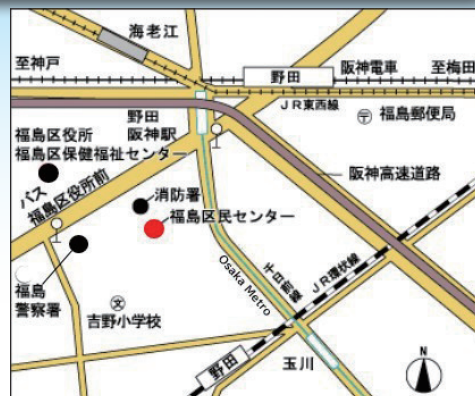 海老江
至神戸
野田
阪神電車
至梅田
JR東西線
野田
阪神駅
〒 福島郵便局
福島区役所
福島区保健福祉センター
阪神高速道路
バス
福島区役所前
消防署
福島区民センター
千日前線
Osaka Metro
JR環状線
福島
警察署
文
吉野小学校
野田
玉川
N